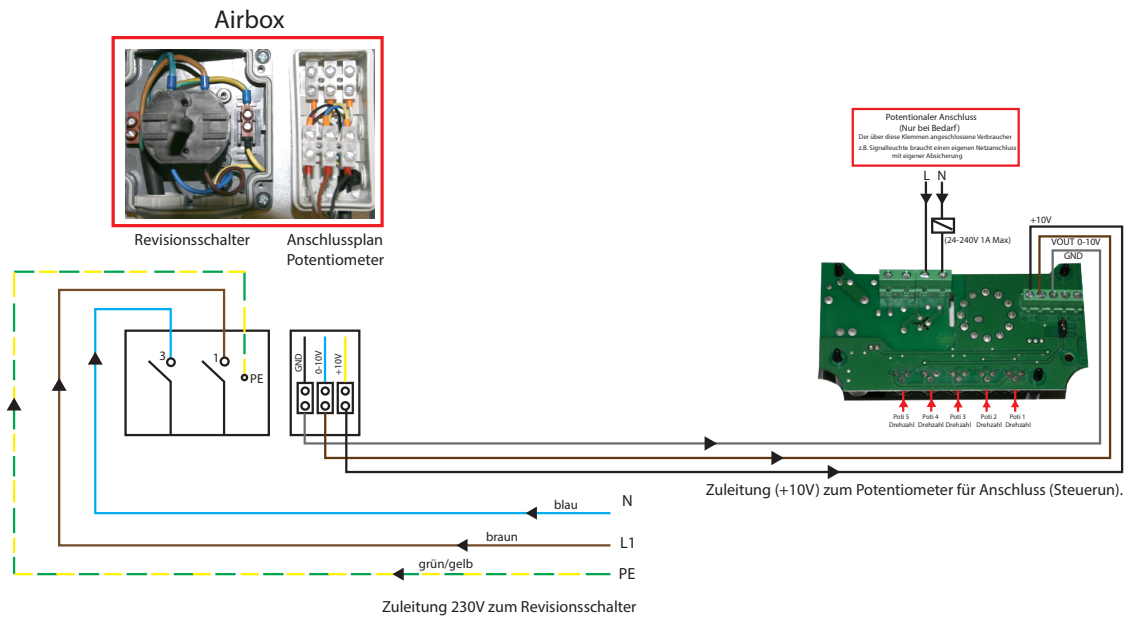 Airbox
Revisionsschalter
Anschlussplan
Potentiometer
Potentionaler Anschluss
(Nur bei Bedarf)
Der über diese Klemmen angeschlossene Verbraucher
z.B. Signalleuchte braucht einen eigenen Netzanschluss
mit eigener Absicherung
L N
(24-240V 1A Max)
+10V
VOUT 0-10V
GND
3
1
PE
GND
0-10V
+10V
Poti 5
Drehzahl
Poti 4
Drehzahl
Poti 3
Drehzahl
Poti 2
Drehzahl
Poti 1
Drehzahl
Zuleitung (+10V) zum Potentiometer für Anschluss (Steuerun).
blau
N
braun
L1
grün/gelb
PE
Zuleitung 230V zum Revisionsschalter